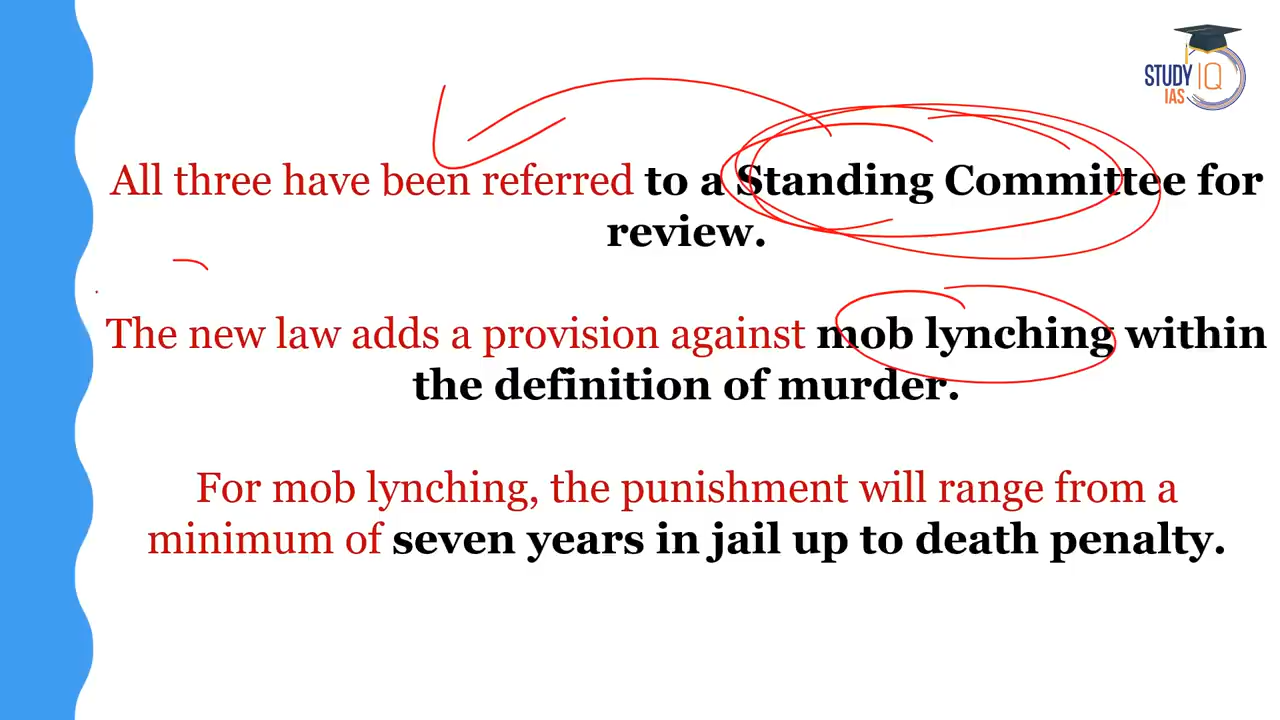 STUDY IQ
IAS
All three have been referred to a Standing Committee for
review.
The new law adds a provision against mob lynching within
the definition of murder.
For mob lynching, the punishment will range from a
minimum of seven years in jail up to death penalty.